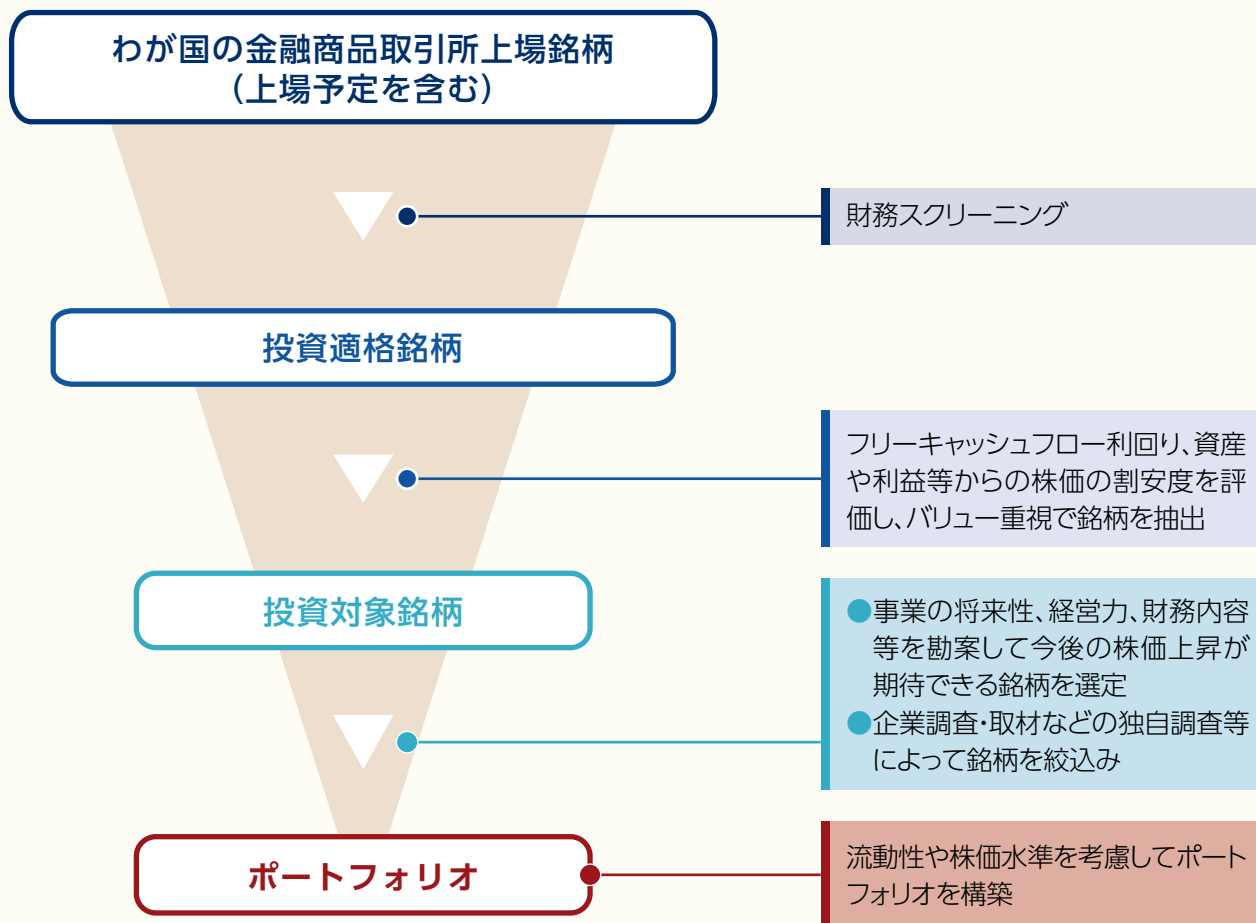 わが国の金融商品取引所上場銘柄
(上場予定を含む)
財務スクリーニング
投資適格銘柄
フリーキャッシュフロー利回り、資産
や利益等からの株価の割安度を評
価し、バリュー重視で銘柄を抽出
投資対象銘柄
●事業の将来性、経営力、財務内容
等を勘案して今後の株価上昇が
期待できる銘柄を選定
●企業調査・取材などの独自調査等
によって銘柄を絞込み
ポートフォリオ
流動性や株価水準を考慮してポート
フォリオを構築